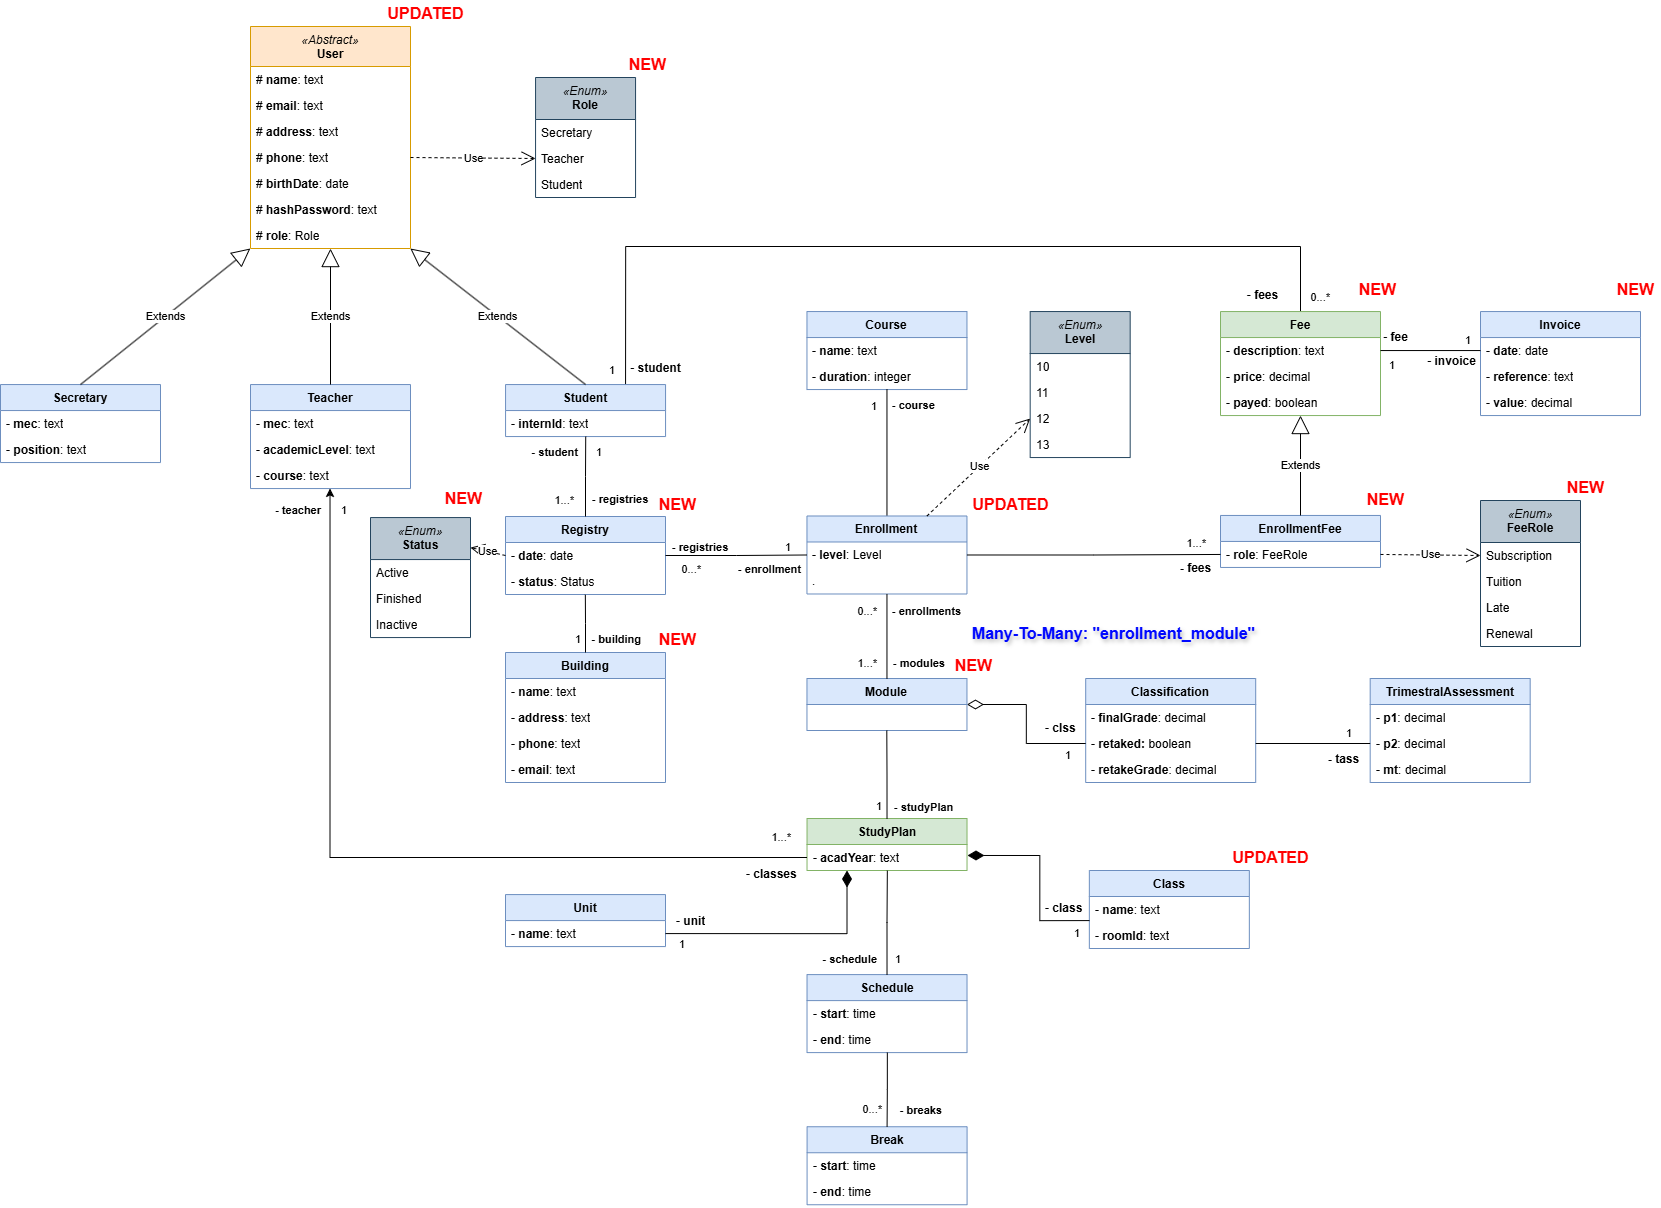 UPDATED
«Abstract»
User
# name: text
# email: text
# address: text
# phone: text
# birthDate: date
# hashPassword: text
# role: Role
Use
NEW
«Enum»
Role
Secretary
Teacher
Student
Extends
Extends
Extends
Secretary
- mec: text
- position: text
Teacher
- mec: text
- academicLevel: text
- course: text
Student
- internId: text
1
- student
- fees
0...*
NEW
Fee
- description: text
- price: decimal
- payed: boolean
- fee
1
1
- invoice
NEW
Invoice
- date: date
- reference: text
- value: decimal
Course
- name: text
- duration: integer
1
- course
«Enum»
Level
10
11
12
13
Use
Extends
- student
1
1...*
- registries
NEW
Registry
- date: date
- status: Status
Use
NEW
«Enum»
Status
Active
Finished
Inactive
- teacher
1
- registries
0...*
1
- enrollment
UPDATED
Enrollment
- level: Level
.
1...*
- fees
NEW
EnrollmentFee
- role: FeeRole
Use
NEW
«Enum»
FeeRole
Subscription
Tuition
Late
Renewal
1
- building
NEW
Building
- name: text
- address: text
- phone: text
- email: text
0...*
- enrollments
Many-To-Many: "enrollment_module"
1...*
- modules
NEW
Module
- clss
1
Classification
- finalGrade: decimal
- retaked: boolean
- retakeGrade: decimal
1
- tass
TrimestralAssessment
- p1: decimal
- p2: decimal
- mt: decimal
1
- studyPlan
StudyPlan
- acadYear: text
1...*
- classes
Unit
- name: text
- unit
1
UPDATED
Class
- name: text
- roomId: text
- class
1
- schedule
1
Schedule
- start: time
- end: time
0...*
- breaks
Break
- start: time
- end: time